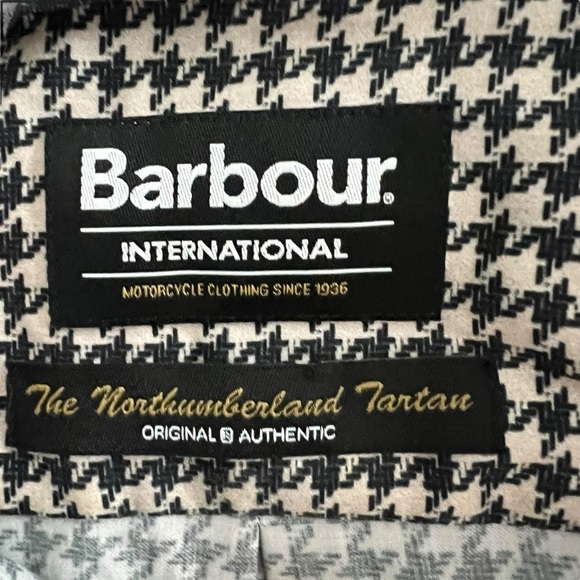 Barbour®
INTERNATIONAL
MOTORCYCLE CLOTHING SINCE 1936
The Northumberland Tartan
ORIGINAL AUTHENTIC